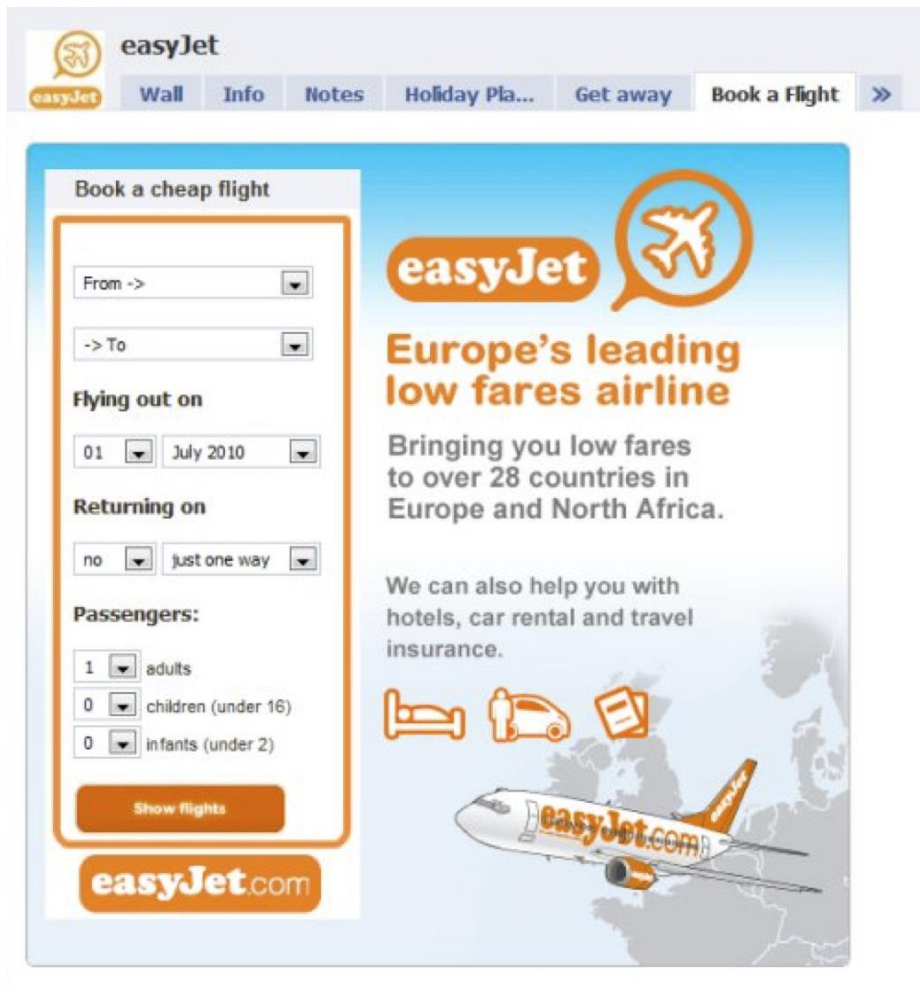 easyJet
easyJet
Wall Info Notes Holiday Pla... Get away Book a Flight »
Book a cheap flight
From ->
-> To
Flying out on
01 July 2010
Returning on
no just one way
Passengers:
1 adults
0 children (under 16)
0 infants (under 2)
Show flights
easyJet.com
easyJet
Europe's leading
low fares airline
Bringing you low fares
to over 28 countries in
Europe and North Africa.
We can also help you with
hotels, car rental and travel
insurance.
easyJet.com
easyJet
easyJet